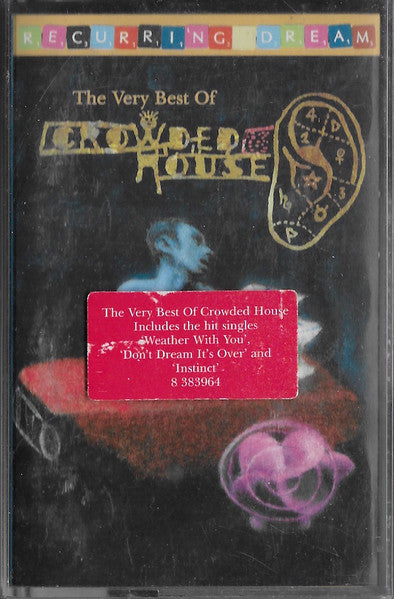 RECURRING DREAM
The Very Best Of
CROWDED
HOUSE
The Very Best Of Crowded House
Includes the hit singles
'Weather With You',
'Don't Dream It's Over' and
'Instinct'
8 383964